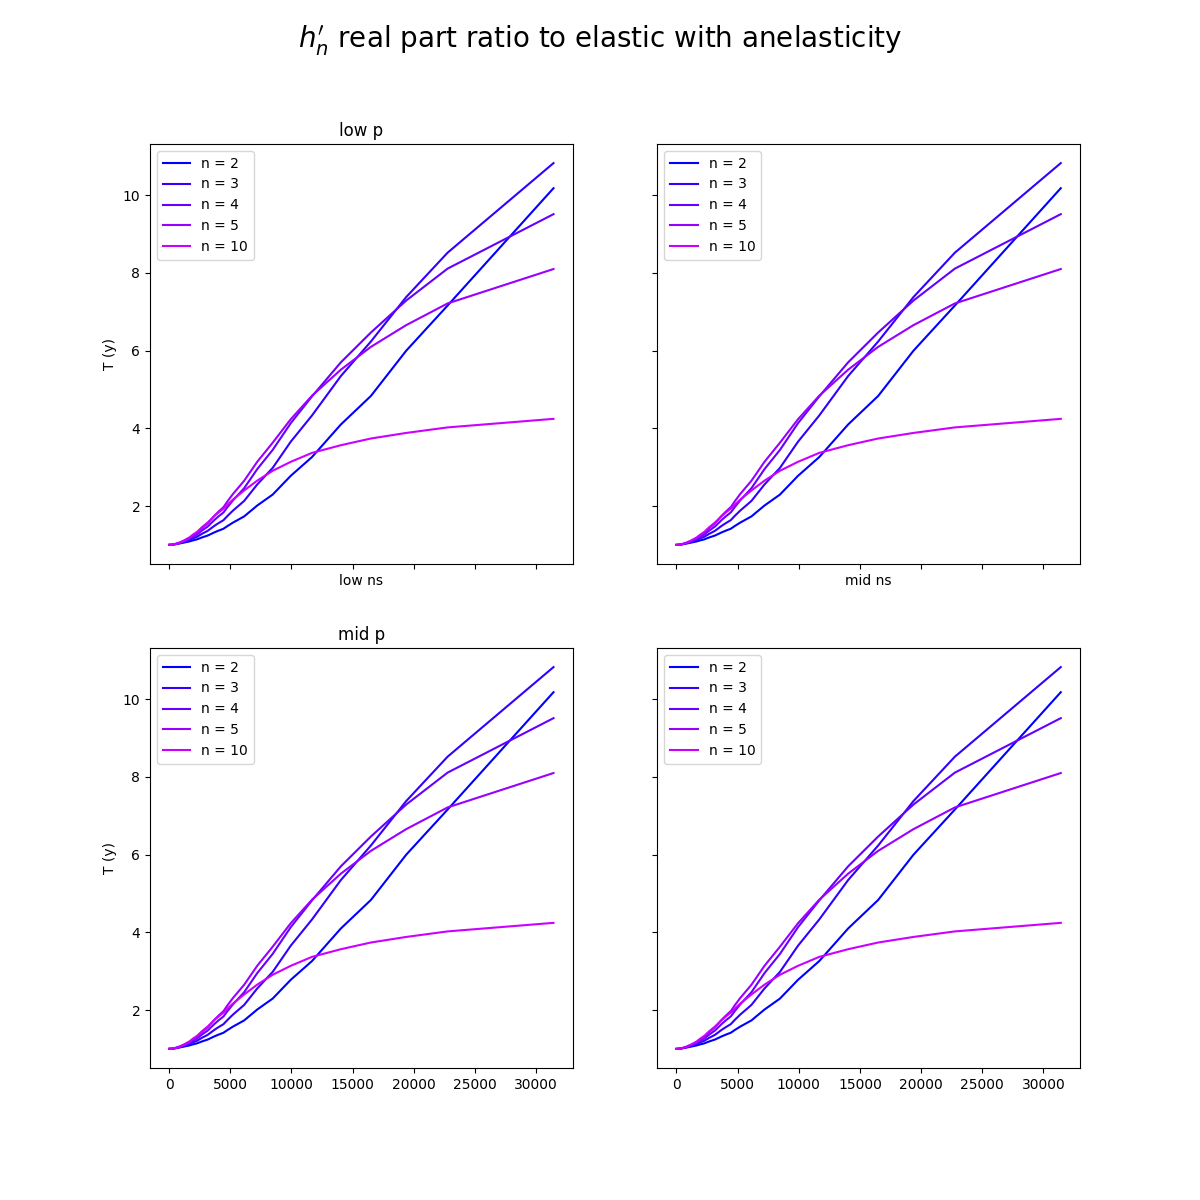 h′ₙ real part ratio to elastic with anelasticity
low p
n = 2
n = 3
n = 4
n = 5
n = 10
T (y)
10
8
6
4
2
low ns
n = 2
n = 3
n = 4
n = 5
n = 10
mid ns
mid p
n = 2
n = 3
n = 4
n = 5
n = 10
T (y)
10
8
6
4
2
0 5000 10000 15000 20000 25000 30000
n = 2
n = 3
n = 4
n = 5
n = 10
0 5000 10000 15000 20000 25000 30000